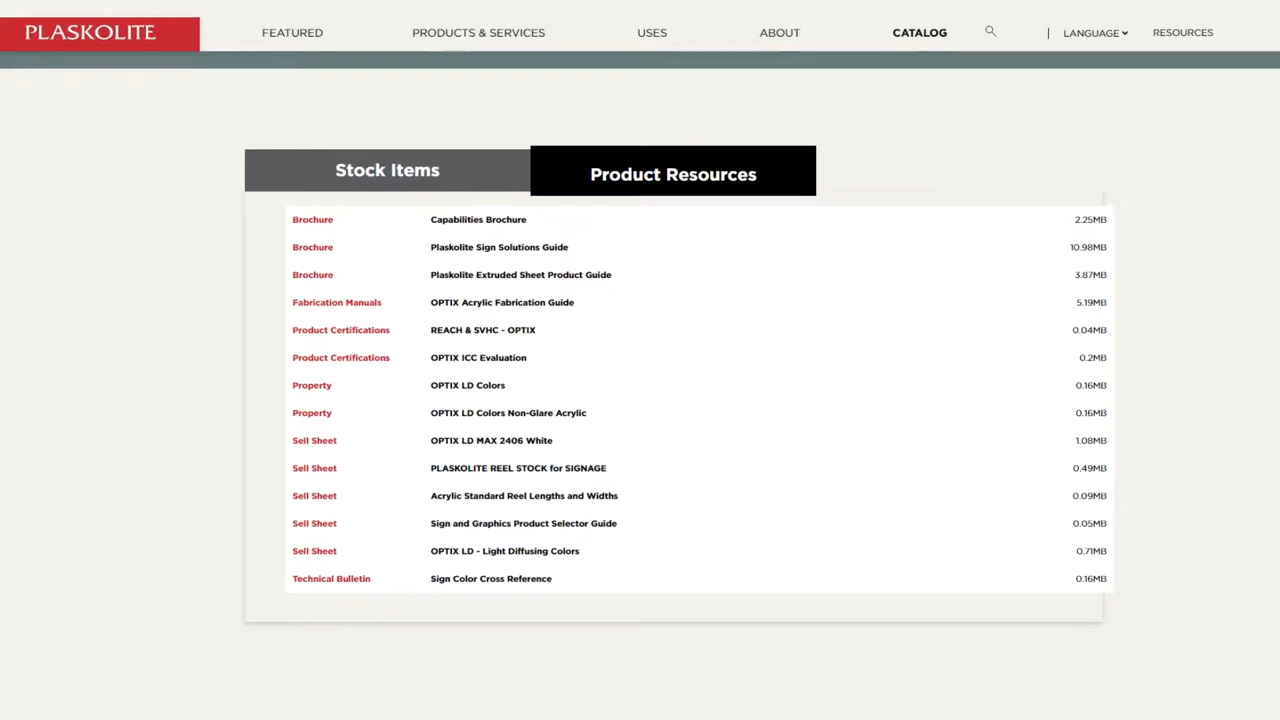 PLASKOLITE FEATURED PRODUCTS & SERVICES USES ABOUT CATALOG | LANGUAGE RESOURCES
Stock Items Product Resources
Brochure Capabilities Brochure 2.25MB
Brochure Plaskolite Sign Solutions Guide 10.98MB
Brochure Plaskolite Extruded Sheet Product Guide 3.87MB
Fabrication Manuals OPTIX Acrylic Fabrication Guide 5.19MB
Product Certifications REACH & SVHC - OPTIX 0.04MB
Product Certifications OPTIX ICC Evaluation 0.2MB
Property OPTIX LD Colors 0.16MB
Property OPTIX LD Colors Non-Glare Acrylic 0.16MB
Sell Sheet OPTIX LD MAX 2406 White 1.08MB
Sell Sheet PLASKOLITE REEL STOCK for SIGNAGE 0.49MB
Sell Sheet Acrylic Standard Reel Lengths and Widths 0.09MB
Sell Sheet Sign and Graphics Product Selector Guide 0.05MB
Sell Sheet OPTIX LD - Light Diffusing Colors 0.71MB
Technical Bulletin Sign Color Cross Reference 0.16MB